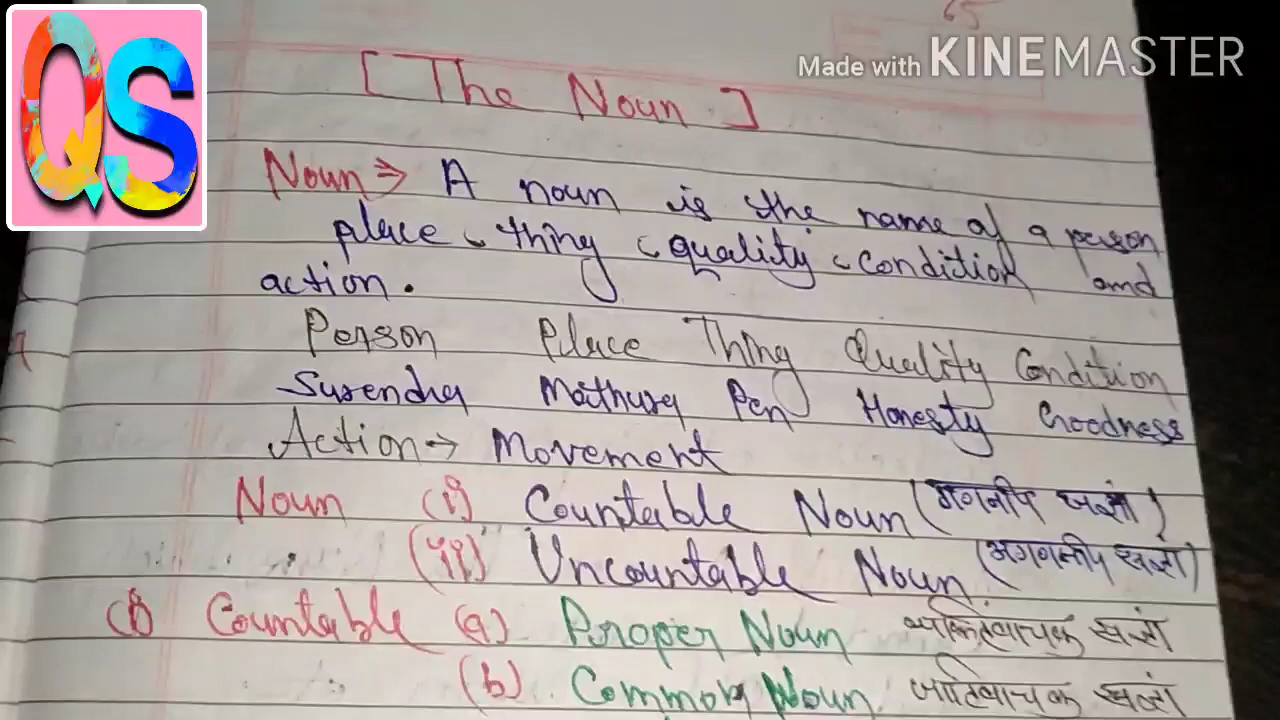 QS
Made with KINEMASTER
65
[ The Noun ]
Noun ⇒ A noun is the name of a person
place, thing, quality, condition and
action.
Person Place Thing Quality Condition
Surendra Mathura Pen Honesty Goodness
Action → Movement
Noun (i) Countable Noun (गणनीय संज्ञा)
(ii) Uncountable Noun (अगणनीय संज्ञा)
(i) Countable (a) Proper Noun व्यक्तिवाचक संज्ञा
(b) Common Noun जातिवाचक संज्ञा